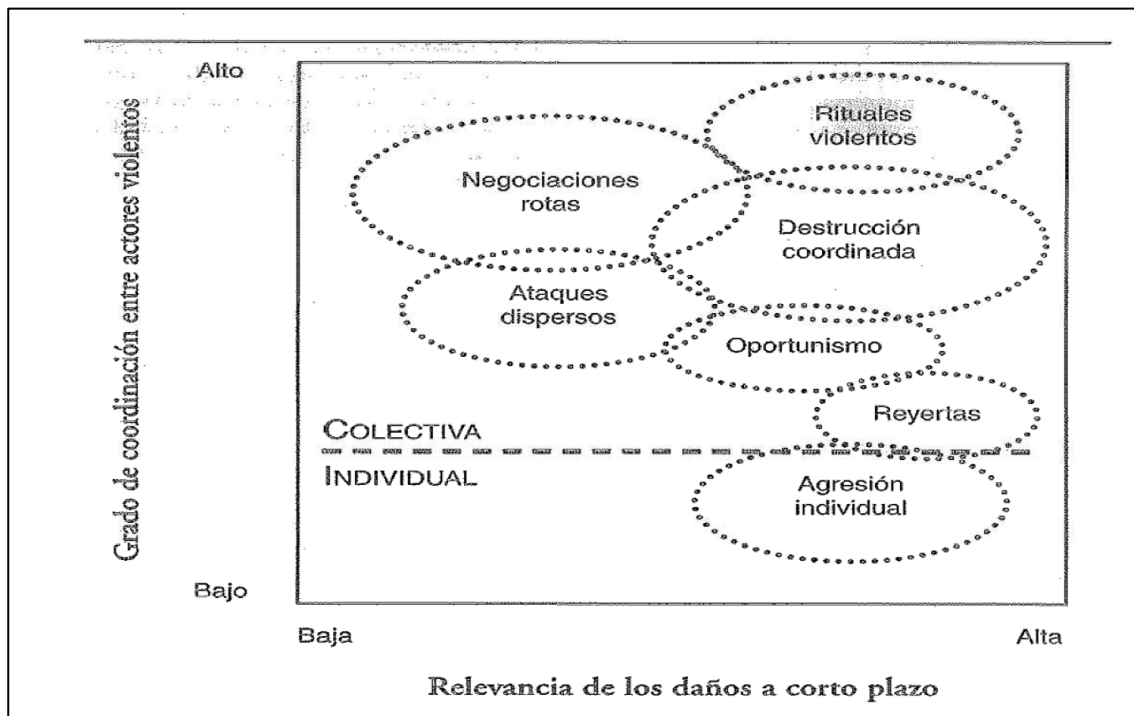 Alto
Grado de coordinación entre actores violentos
Rituales
violentos
Negociaciones
rotas
Destrucción
coordinada
Ataques
dispersos
Oportunismo
Reyertas
COLECTIVA
INDIVIDUAL
Agresión
individual
Bajo
Baja
Alta
Relevancia de los daños a corto plazo